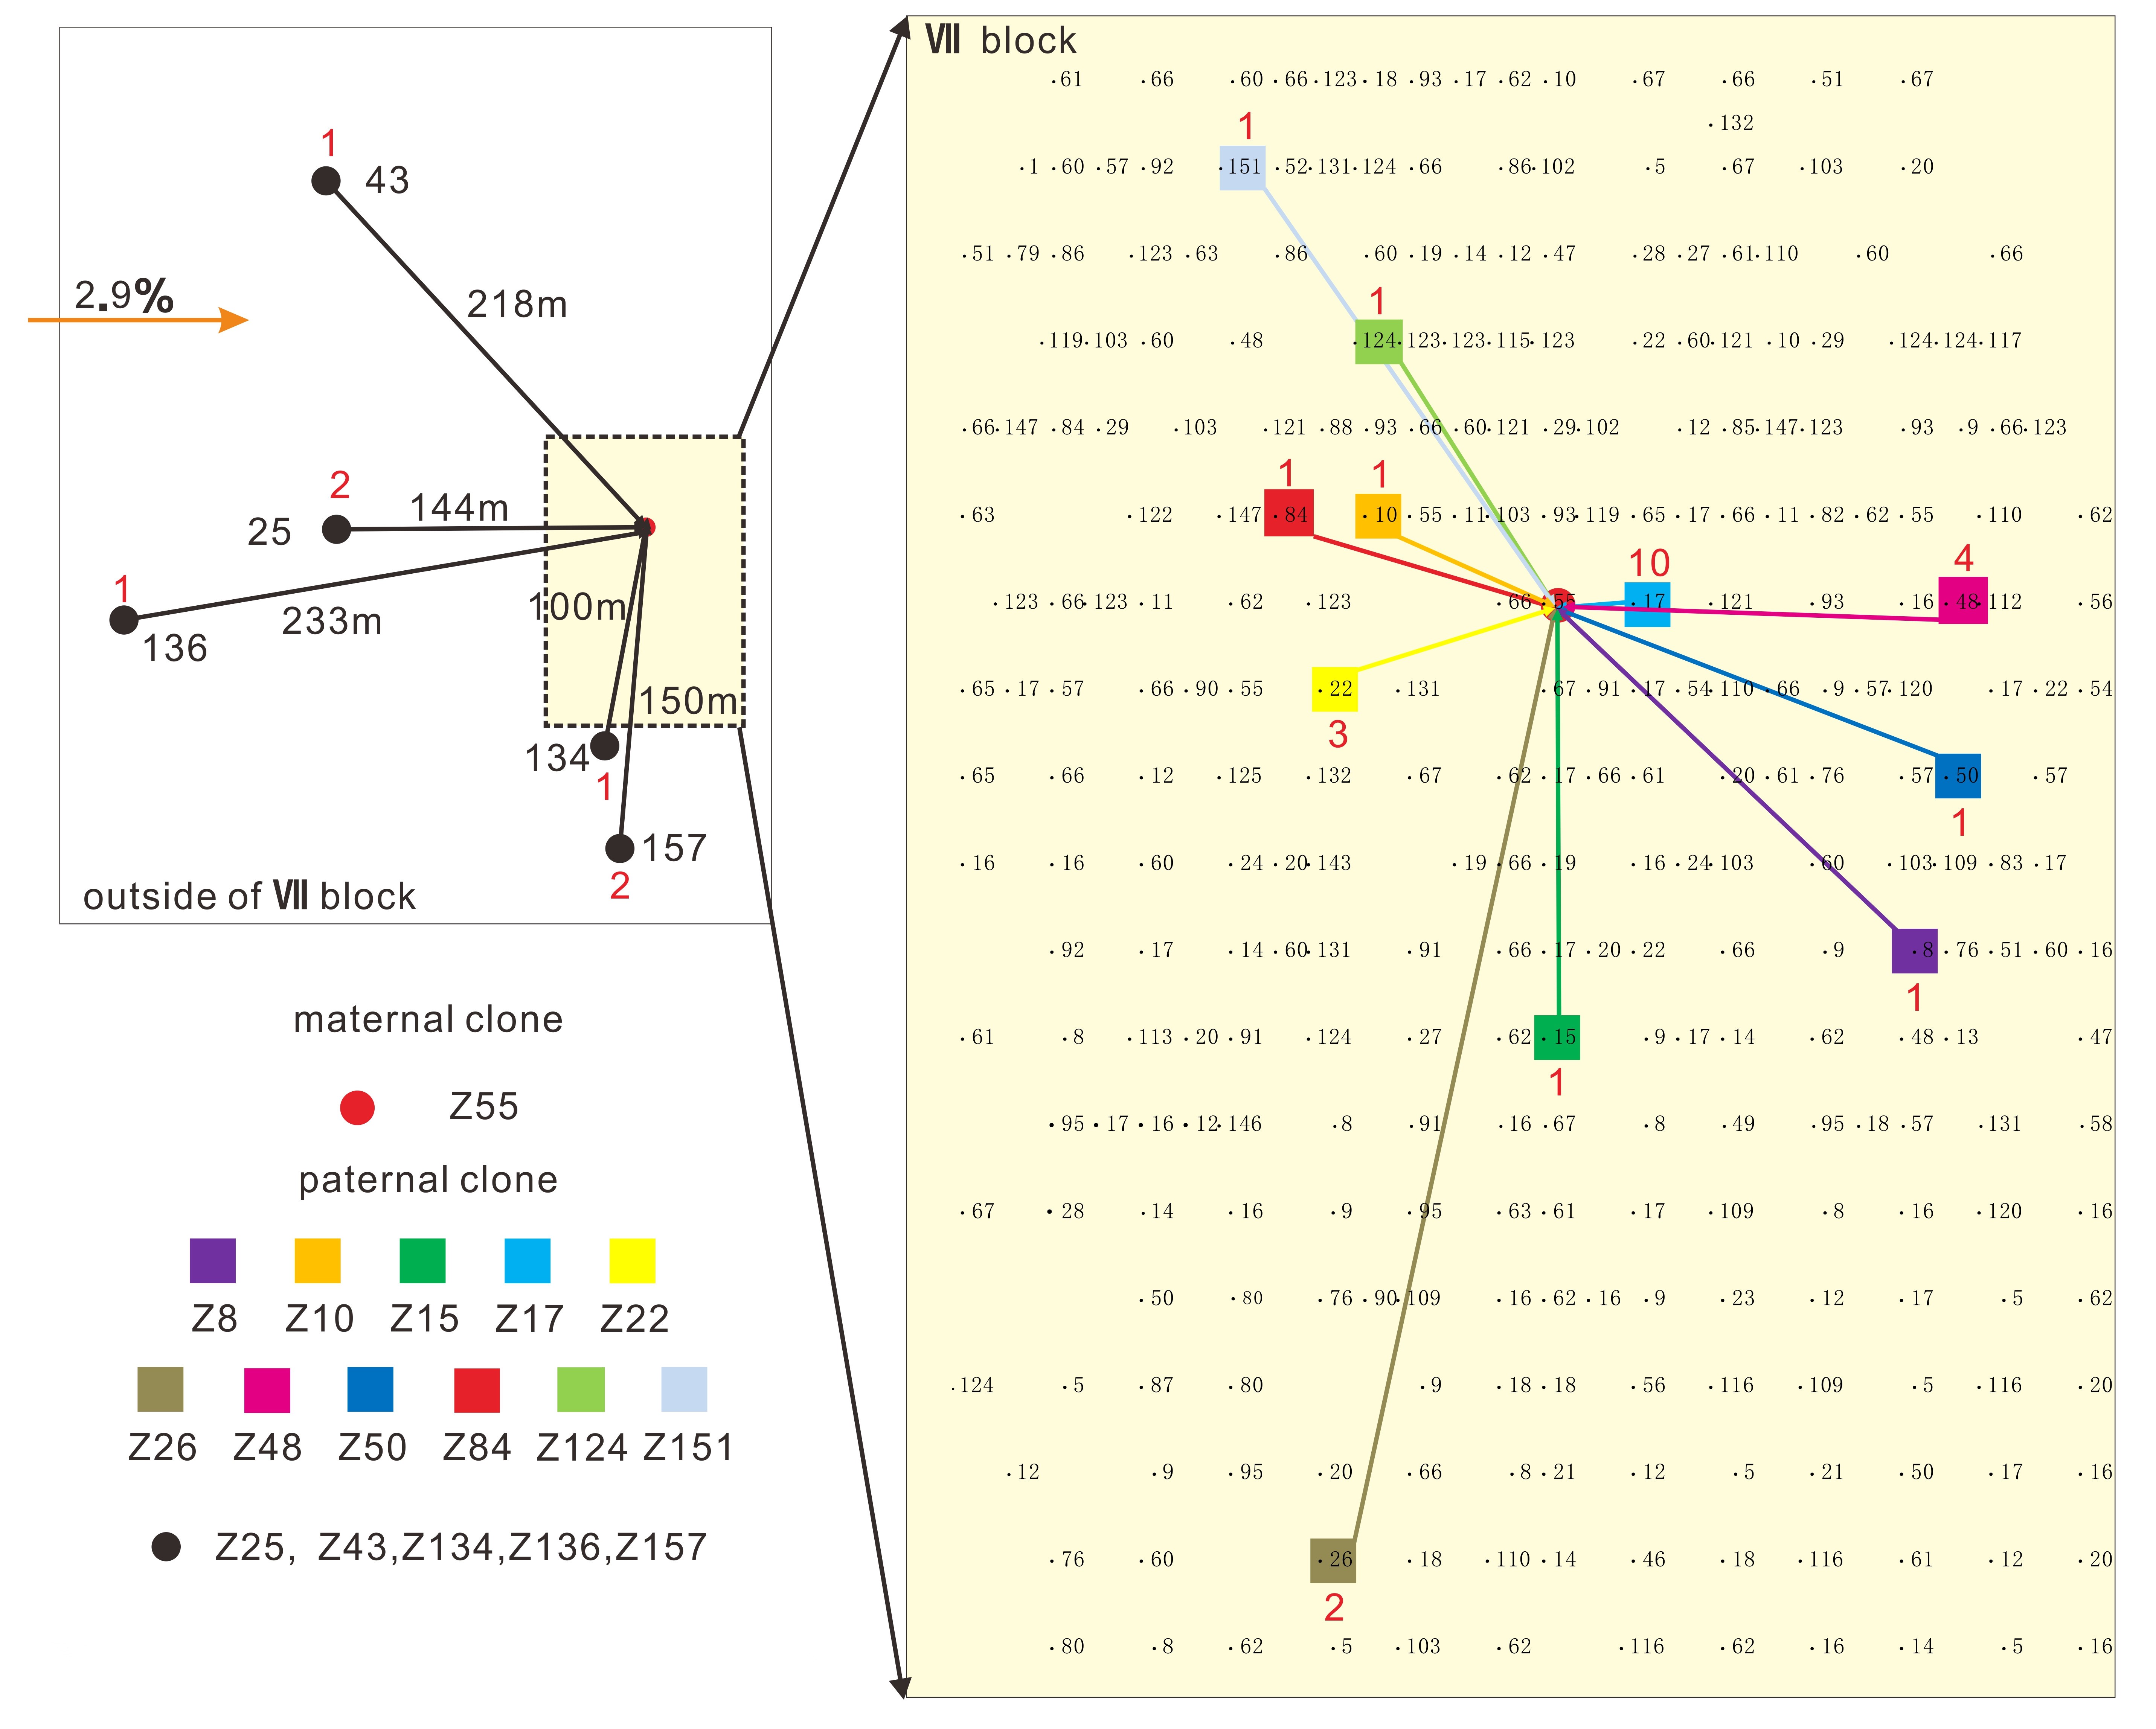 1
43
218m
2.9%
2
144m
25
1
233m
136
100m
150m
134
1
157
2
outside of Ⅶ block
maternal clone
Z55
paternal clone
Z8 Z10 Z15 Z17 Z22
Z26 Z48 Z50 Z84 Z124 Z151
Z25, Z43,Z134,Z136,Z157
Ⅶ block
.61 .66 .60 .66 .123 .18 .93 .17 .62 .10 .67 .66 .51 .67
1 .132
.1 .60 .57 .92 .151 .52 .131 .124 .66 .86 .102 .5 .67 .103 .20
.51 .79 .86 .123 .63 .86 .60 .19 .14 .12 .47 .28 .27 .61 .110 .60 .66
1
.119 .103 .60 .48 .124 .123 .123 .115 .123 .22 .60 .121 .10 .29 .124 .124 .117
.66 .147 .84 .29 .103 .121 .88 .93 .66 .60 .121 .29 .102 .12 .85 .147 .123 .93 .9 .66 .123
1 1
.63 .122 .147 .84 .10 .55 .11 .103 .93 .119 .65 .17 .66 .11 .82 .62 .55 .110 .62
10 4
.123 .66 .123 .11 .62 .123 .66 .55 .17 .121 .93 .16 .48 .112 .56
.65 .17 .57 .66 .90 .55 .22 .131 .67 .91 .17 .54 .110 .66 .9 .57 .120 .17 .22 .54
3
.65 .66 .12 .125 .132 .67 .62 .17 .66 .61 .20 .61 .76 .57 .50 .57
1
.16 .16 .60 .24 .20 .143 .19 .66 .19 .16 .24 .103 .60 .103 .109 .83 .17
.92 .17 .14 .60 .131 .91 .66 .17 .20 .22 .66 .9 .8 .76 .51 .60 .16
1
.61 .8 .113 .20 .91 .124 .27 .62 .15 .9 .17 .14 .62 .48 .13 .47
1
.95 .17 .16 .12 .146 .8 .91 .16 .67 .8 .49 .95 .18 .57 .131 .58
.67 .28 .14 .16 .9 .95 .63 .61 .17 .109 .8 .16 .120 .16
.50 .80 .76 .90 .109 .16 .62 .16 .9 .23 .12 .17 .5 .62
.124 .5 .87 .80 .9 .18 .18 .56 .116 .109 .5 .116 .20
.12 .9 .95 .20 .66 .8 .21 .12 .5 .21 .50 .17 .16
.76 .60 .26 .18 .110 .14 .46 .18 .116 .61 .12 .20
2
.80 .8 .62 .5 .103 .62 .116 .62 .16 .14 .5 .16